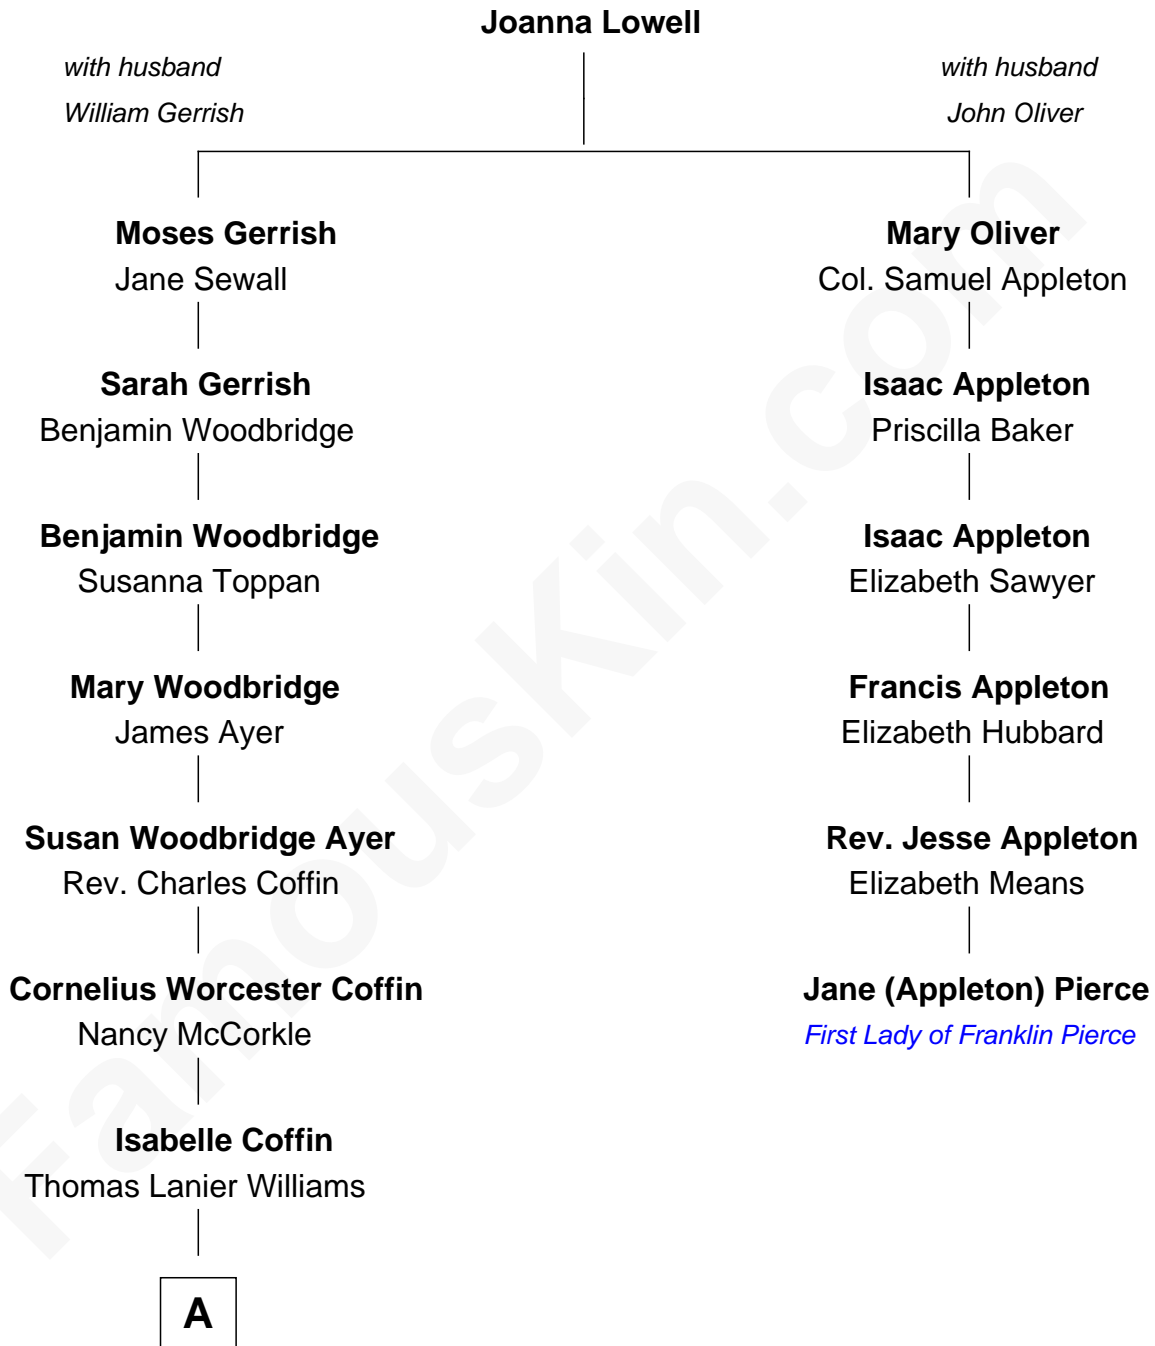 Joanna Lowell
with husband
William Gerrish
with husband
John Oliver
Moses Gerrish
Jane Sewall
Mary Oliver
Col. Samuel Appleton
Sarah Gerrish
Benjamin Woodbridge
Isaac Appleton
Priscilla Baker
Benjamin Woodbridge
Susanna Toppan
Isaac Appleton
Elizabeth Sawyer
Mary Woodbridge
James Ayer
Francis Appleton
Elizabeth Hubbard
Susan Woodbridge Ayer
Rev. Charles Coffin
Rev. Jesse Appleton
Elizabeth Means
Cornelius Worcester Coffin
Nancy McCorkle
Jane (Appleton) Pierce
First Lady of Franklin Pierce
Isabelle Coffin
Thomas Lanier Williams
A
FamousKin.com